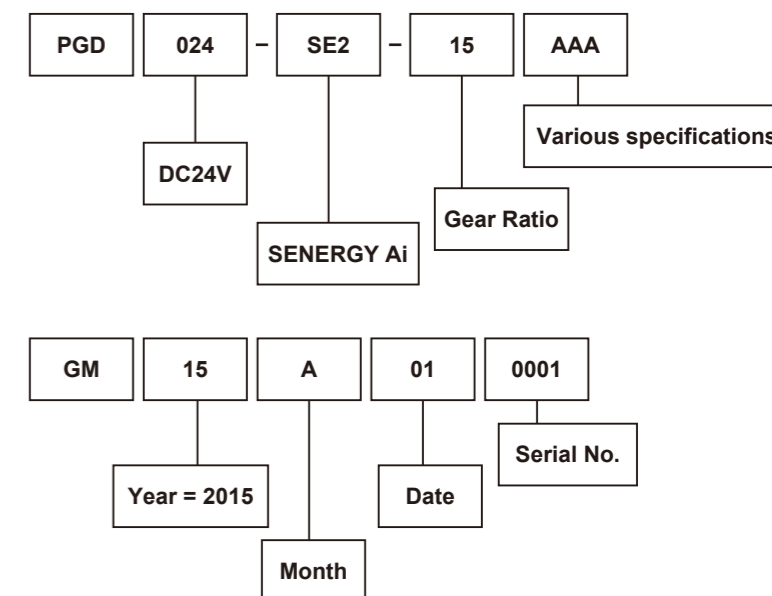 PGD 024 – SE2 – 15 AAA
Various specifications
DC24V
Gear Ratio
SENERGY Ai
GM 15 A 01 0001
Serial No.
Year = 2015 Date
Month